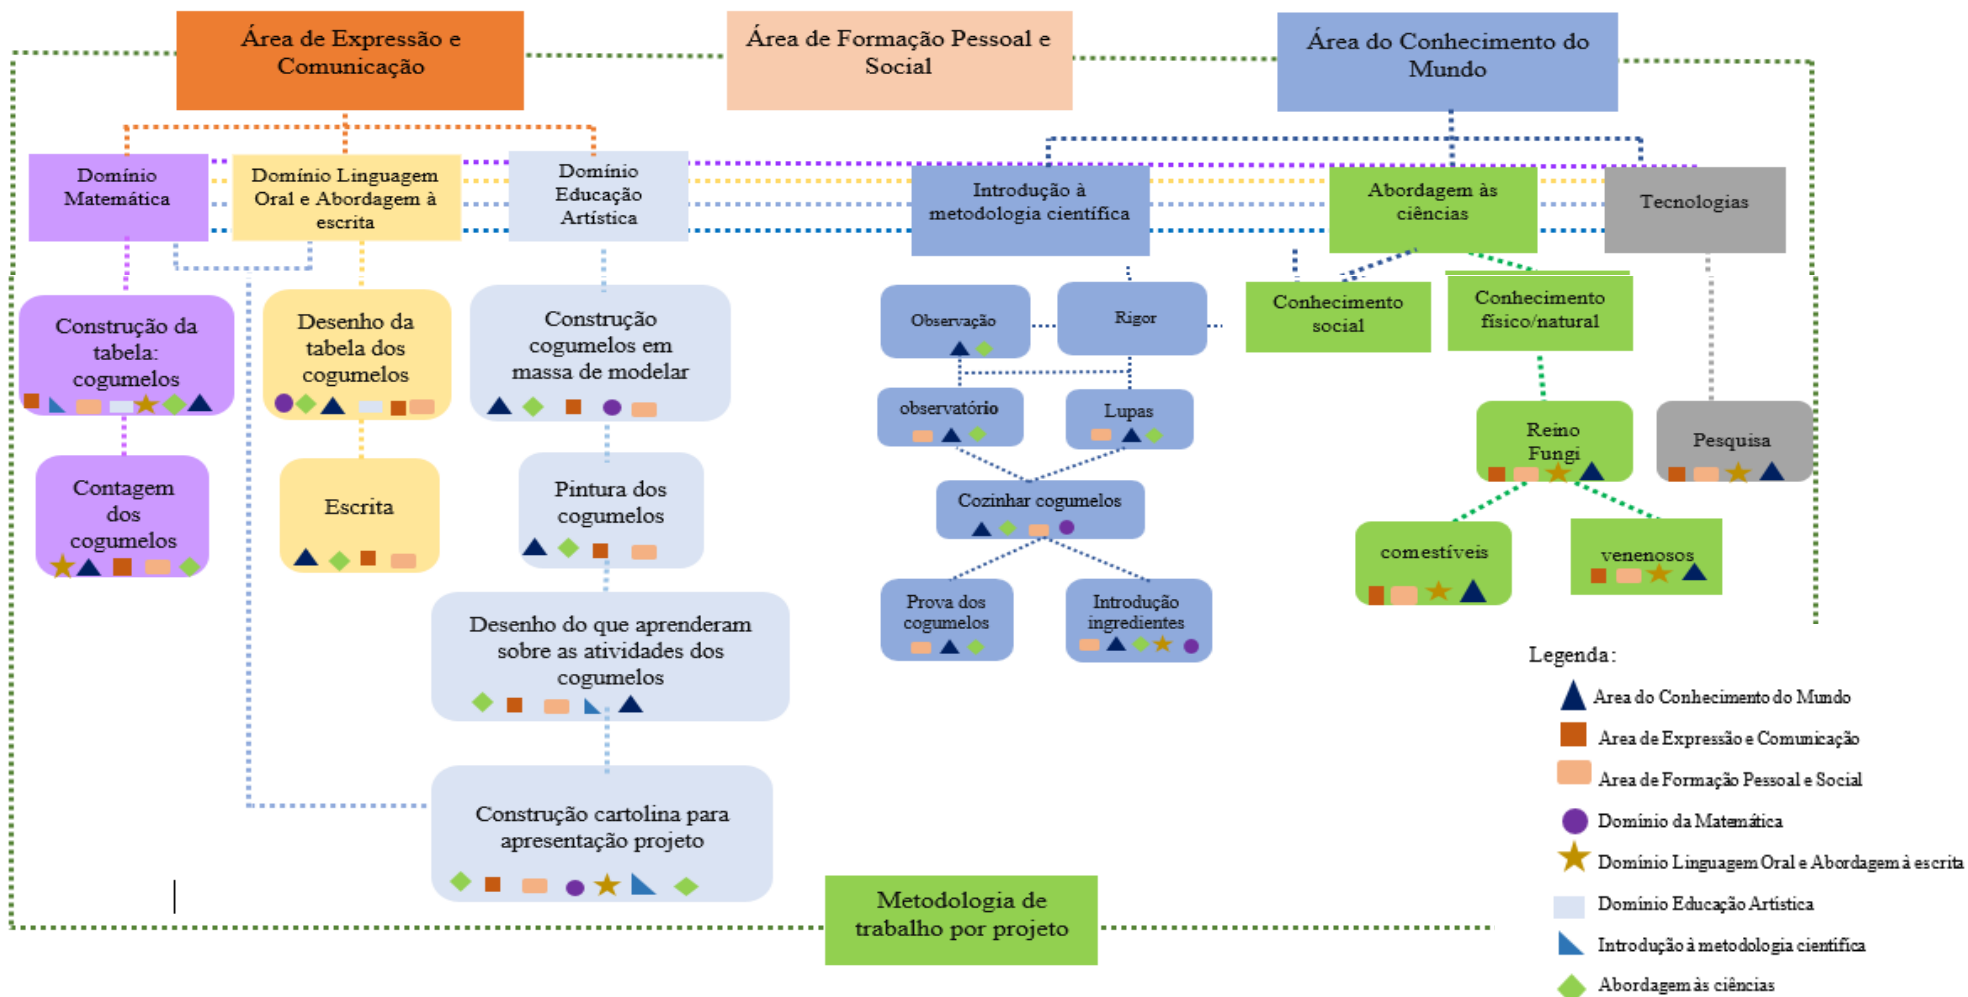 Área de Expressão e
Comunicação
Área de Formação Pessoal e
Social
Área do Conhecimento do
Mundo
Domínio
Matemática
Domínio Linguagem
Oral e Abordagem à
escrita
Domínio
Educação
Artística
Introdução à
metodologia científica
Abordagem às
ciências
Tecnologias
Construção da
tabela:
cogumelos
Desenho da
tabela dos
cogumelos
Construção
cogumelos em
massa de modelar
Observação
Rigor
Conhecimento
social
Conhecimento
físico/natural
observatório
Lupas
Reino
Fungi
Pesquisa
Contagem
dos
cogumelos
Escrita
Pintura dos
cogumelos
Cozinhar cogumelos
comestíveis
venenosos
Desenho do que aprenderam
sobre as atividades dos
cogumelos
Prova dos
cogumelos
Introdução
ingredientes
Construção cartolina para
apresentação projeto
Metodologia de
trabalho por projeto
Legenda:
Area do Conhecimento do Mundo
Area de Expressão e Comunicação
Area de Formação Pessoal e Social
Domínio da Matemática
Domínio Linguagem Oral e Abordagem à escrita
Domínio Educação Artística
Introdução à metodologia científica
Abordagem às ciências